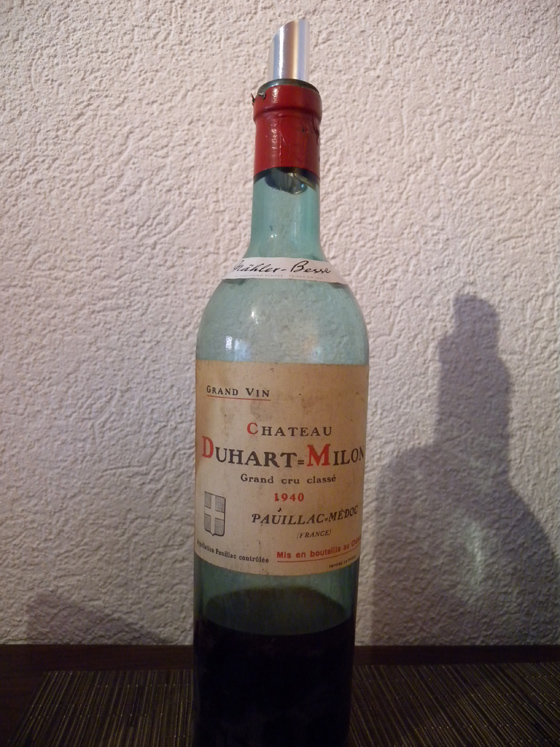 Mähler-Besse
GRAND VIN
CHATEAU
DUHART=MILON
Grand cru classé
1940
PAUILLAC-MÉDOC
(FRANCE)
Appellation Pauillac contrôlée
Mis en bouteille au